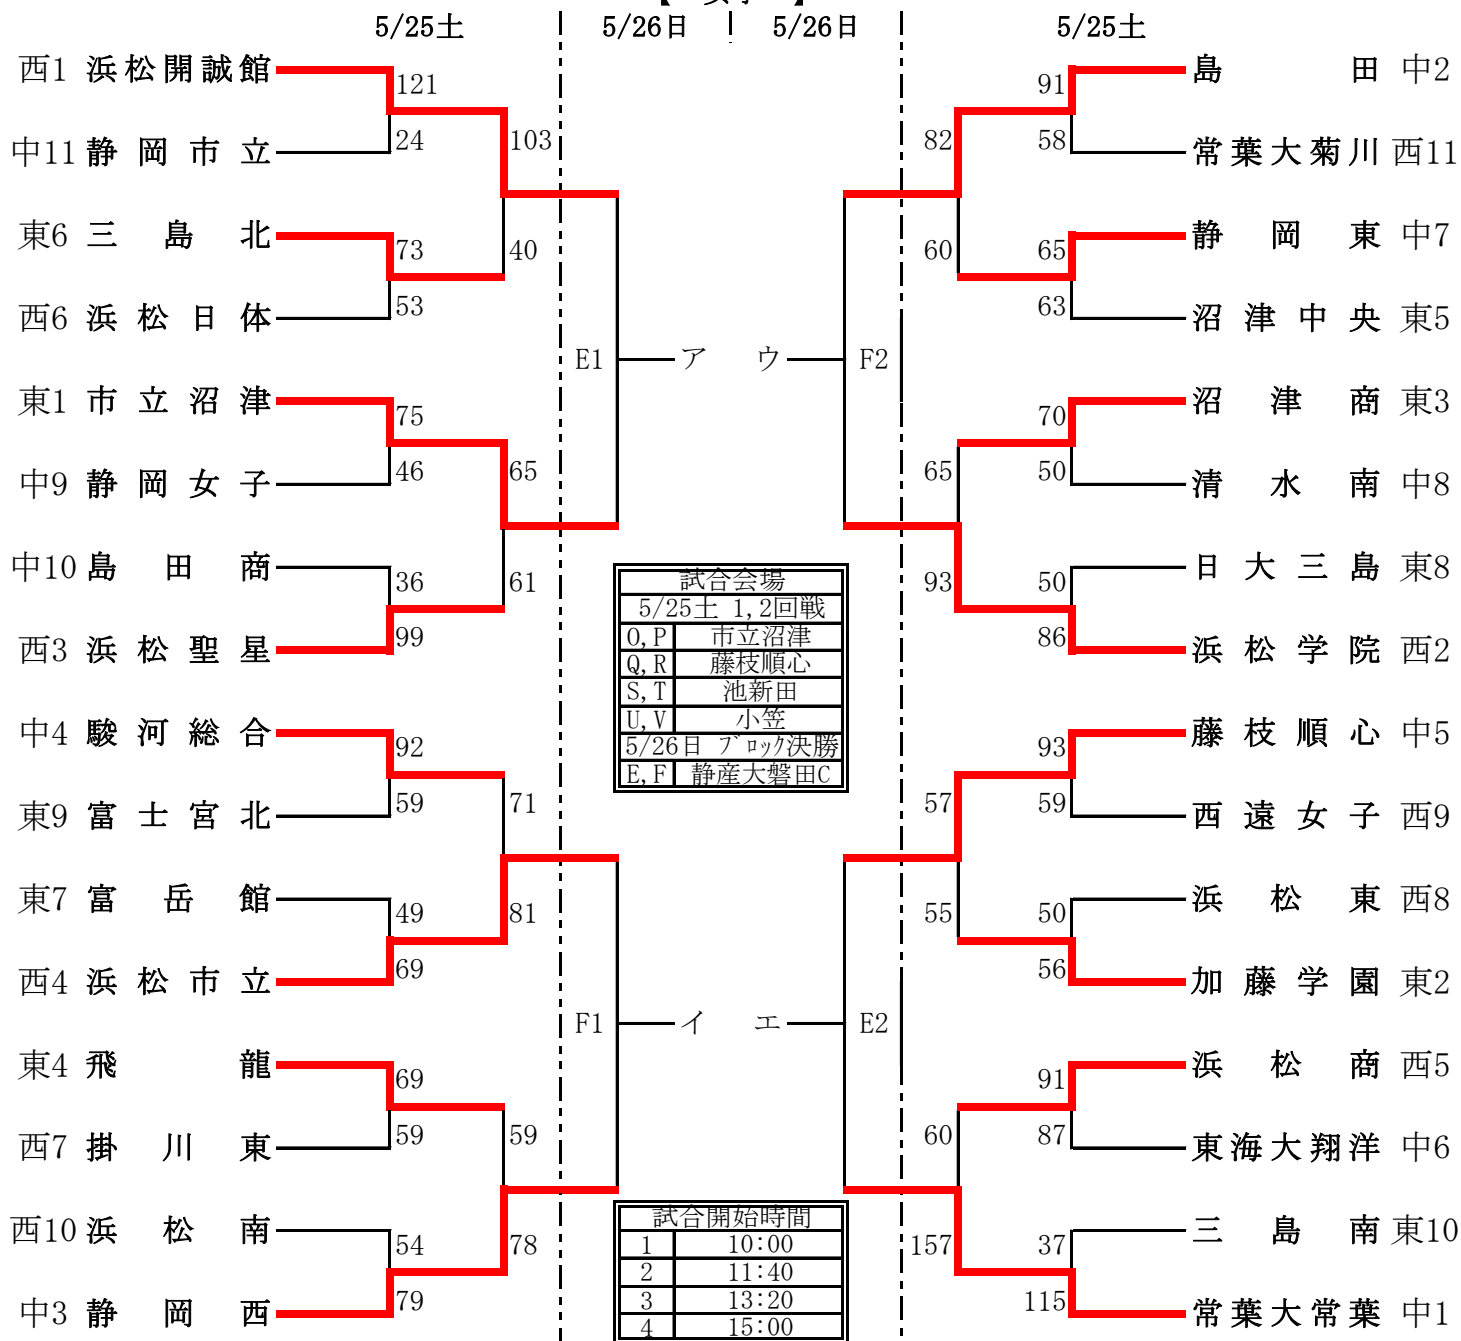 5/25土 5/26日 5/26日 5/25土
西1 浜松開誠館 121 91 島田 中2
中11 静岡市立 24 103 82 58 常葉大菊川 西11
東6 三島北 73 40 60 65 静岡東 中7
西6 浜松日体 53 63 沼津中央 東5
E1 ア ウ F2
東1 市立沼津 75 70 沼津商 東3
中9 静岡女子 46 65 65 50 清水南 中8
中10 島田商 36 61 93 50 日大三島 東8
西3 浜松聖星 99 86 浜松学院 西2
試合会場
5/25土 1,2回戦
O,P 市立沼津
Q,R 藤枝順心
S,T 池新田
U,V 小笠
5/26日 ブロック決勝
E,F 静産大磐田C
中4 駿河総合 92 93 藤枝順心 中5
東9 富士宮北 59 71 57 59 西遠女子 西9
東7 富岳館 49 81 55 50 浜松東 西8
西4 浜松市立 69 56 加藤学園 東2
F1 イ エ E2
東4 飛龍 69 91 浜松商 西5
西7 掛川東 59 59 60 87 東海大翔洋 中6
西10 浜松南 54 78 157 37 三島南 東10
中3 静岡西 79 115 常葉大常葉 中1
試合開始時間
1 10:00
2 11:40
3 13:20
4 15:00